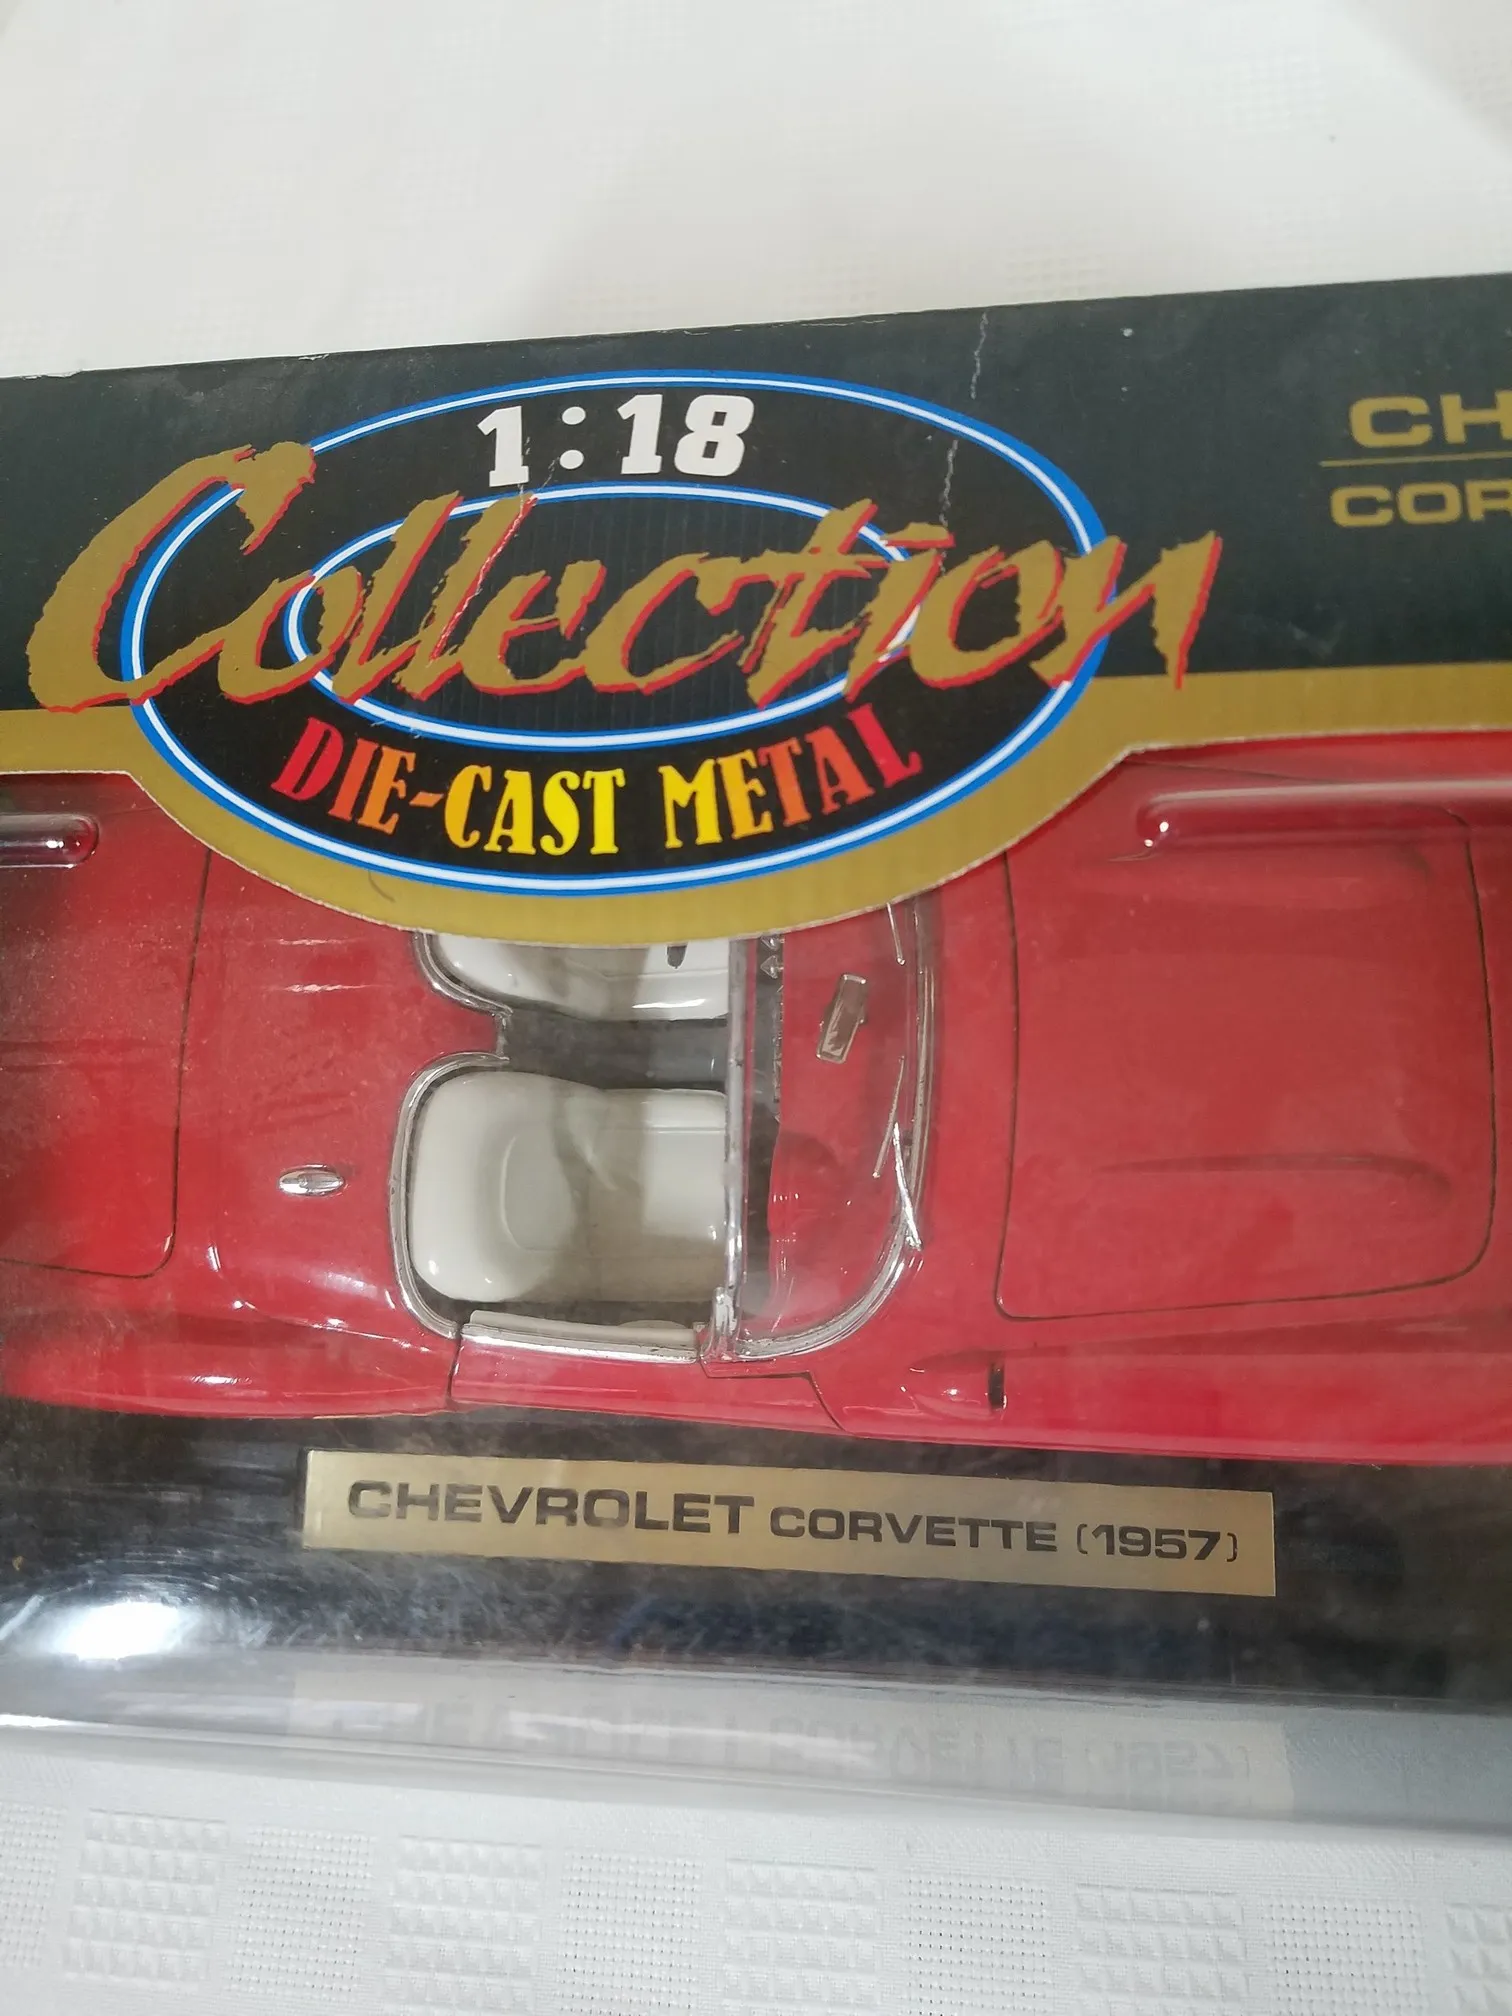 1:18
Collection
DIE-CAST METAL
CH
COR
CHEVROLET CORVETTE (1957)